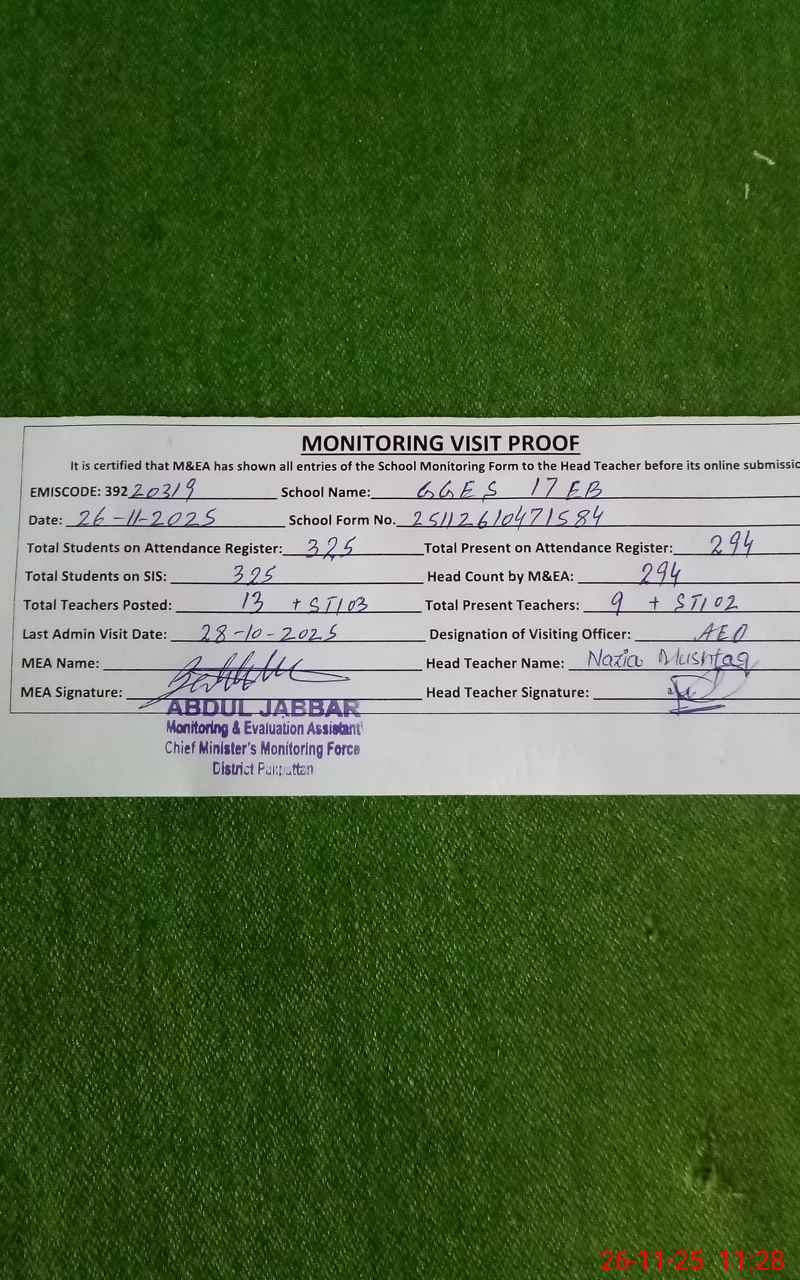 MONITORING VISIT PROOF
It is certified that M&EA has shown all entries of the School Monitoring Form to the Head Teacher before its online submissio
EMISCODE: 39220319 School Name: GGES 17 EB
Date: 26-11-2025 School Form No. 25112610471584
Total Students on Attendance Register: 325 Total Present on Attendance Register: 294
Total Students on SIS: 325 Head Count by M&EA: 294
Total Teachers Posted: 13 + STI 03 Total Present Teachers: 9 + STI 02
Last Admin Visit Date: 28-10-2025 Designation of Visiting Officer: AEO
MEA Name: Head Teacher Name: Nazia Mushtaq
MEA Signature: Head Teacher Signature:
ABDUL JABBAR
Monitoring & Evaluation Assistant
Chief Minister's Monitoring Force
District Pakpattan
26-11-25 11:28